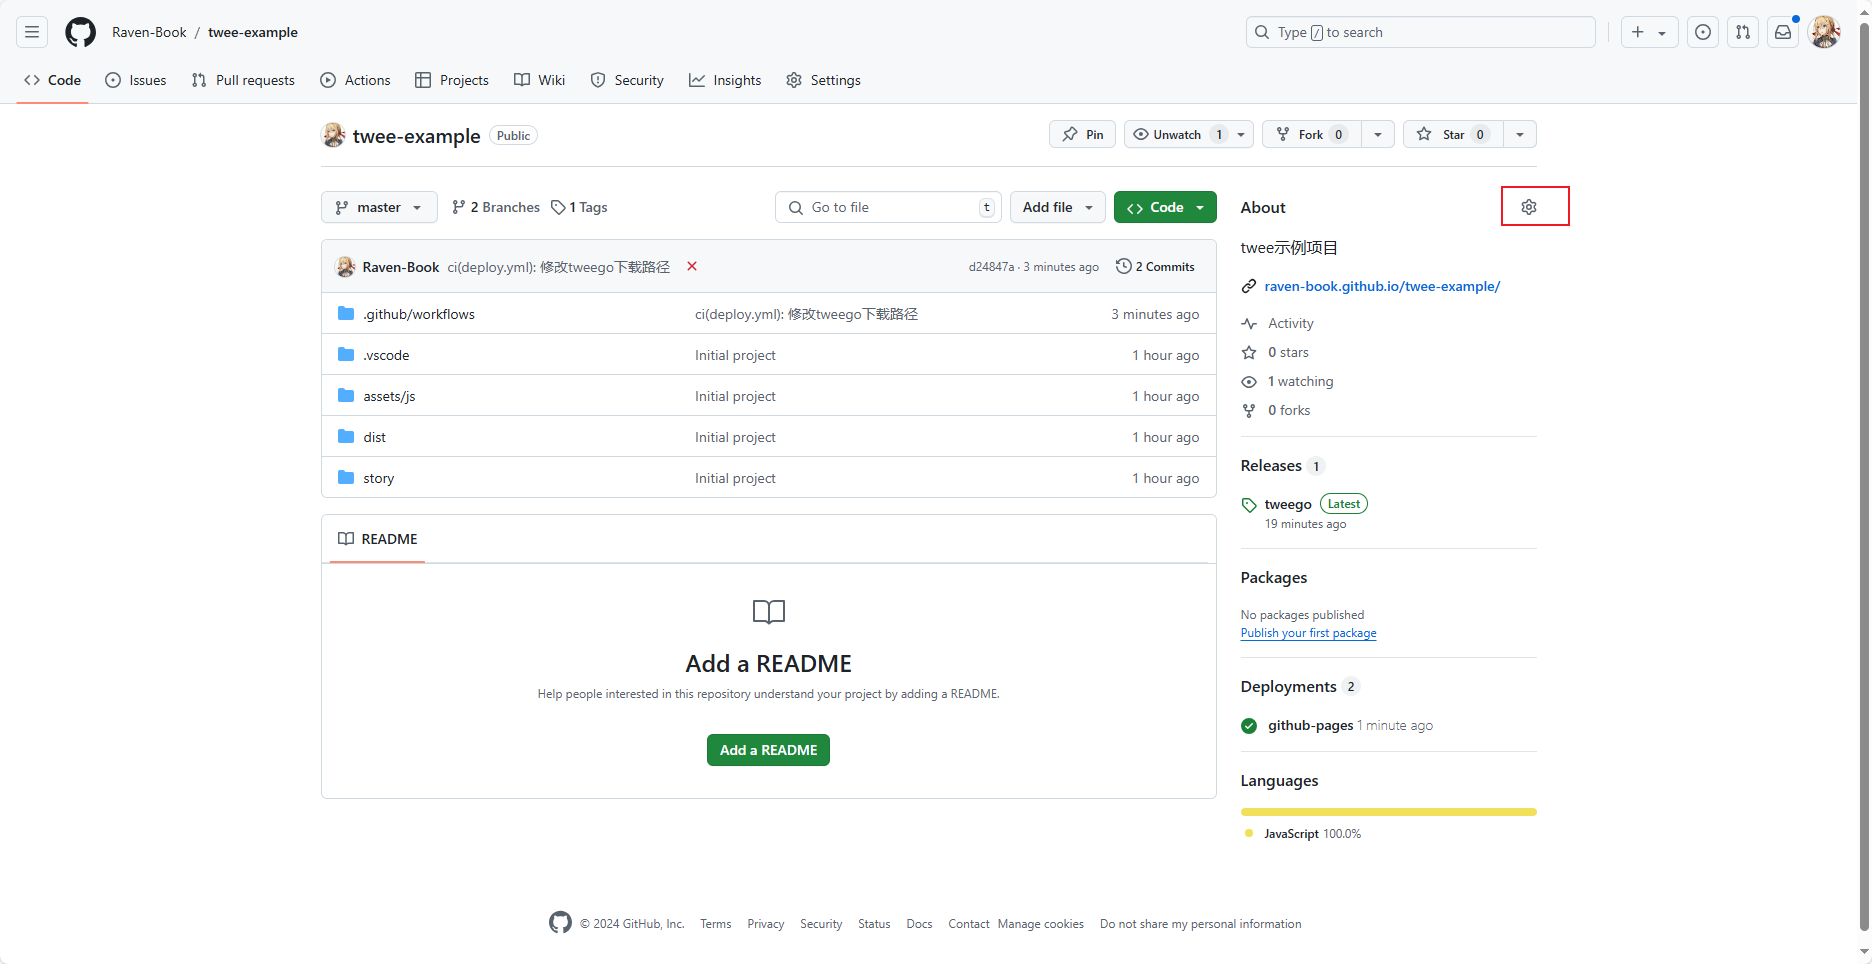 Raven-Book / twee-example
Type / to search
Code Issues Pull requests Actions Projects Wiki Security Insights Settings
twee-example Public
Pin Unwatch 1 Fork 0 Star 0
master 2 Branches 1 Tags Go to file t Add file Code
Raven-Book ci(deploy.yml): 修改tweego下载路径 d24847a · 3 minutes ago 2 Commits
.github/workflows ci(deploy.yml): 修改tweego下载路径 3 minutes ago
.vscode Initial project 1 hour ago
assets/js Initial project 1 hour ago
dist Initial project 1 hour ago
story Initial project 1 hour ago
README
Add a README
Help people interested in this repository understand your project by adding a README.
Add a README
About
twee示例项目
raven-book.github.io/twee-example/
Activity
0 stars
1 watching
0 forks
Releases 1
tweego Latest
19 minutes ago
Packages
No packages published
Publish your first package
Deployments 2
github-pages 1 minute ago
Languages
JavaScript 100.0%
© 2024 GitHub, Inc. Terms Privacy Security Status Docs Contact Manage cookies Do not share my personal information